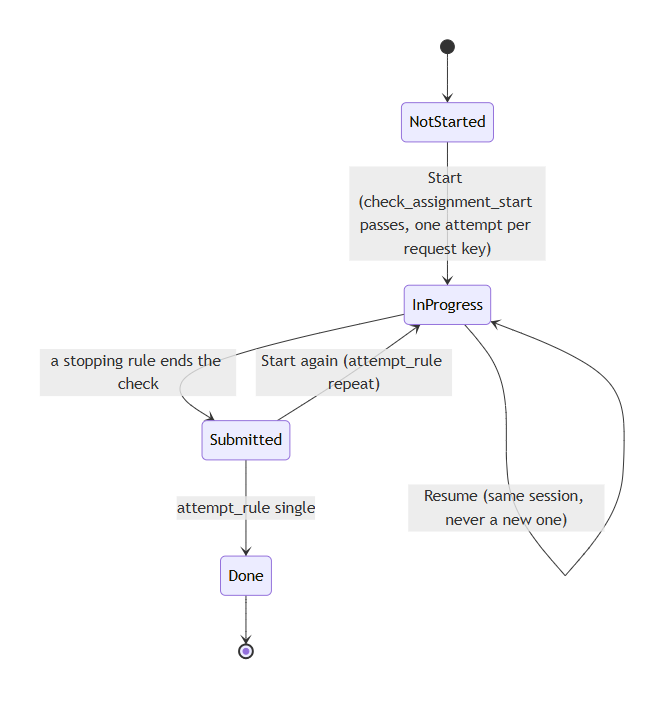 NotStarted
Start
(check_assignment_start
passes, one attempt per
request key)
InProgress
a stopping rule ends the
check
Start again (attempt_rule
repeat)
Submitted
Resume (same session,
never a new one)
attempt_rule single
Done